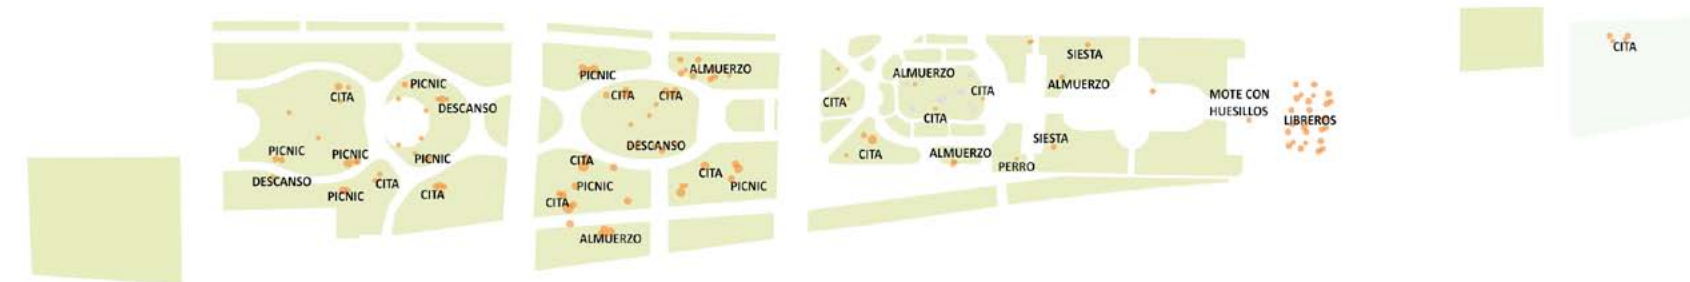 CITA
PICNIC
DESCANSO
PICNIC
PICNIC
PICNIC
DESCANSO
CITA
PICNIC
CITA
PICNIC
ALMUERZO
CITA
CITA
DESCANSO
CITA
CITA
PICNIC
PICNIC
CITA
ALMUERZO
SIESTA
ALMUERZO
CITA
ALMUERZO
CITA
CITA
SIESTA
CITA
ALMUERZO
PERRO
MOTE CON
HUESILLOS
LIBREROS
CITA